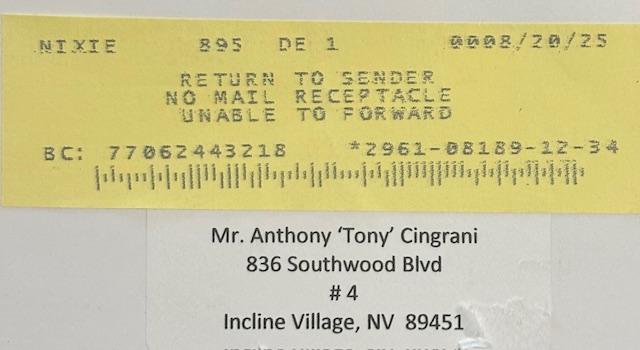 NIXIE 895 DE 1 0008/20/25
RETURN TO SENDER
NO MAIL RECEPTACLE
UNABLE TO FORWARD
BC: 77062443218 *2961-08189-12-34
Mr. Anthony ‘Tony’ Cingrani
836 Southwood Blvd
# 4
Incline Village, NV 89451